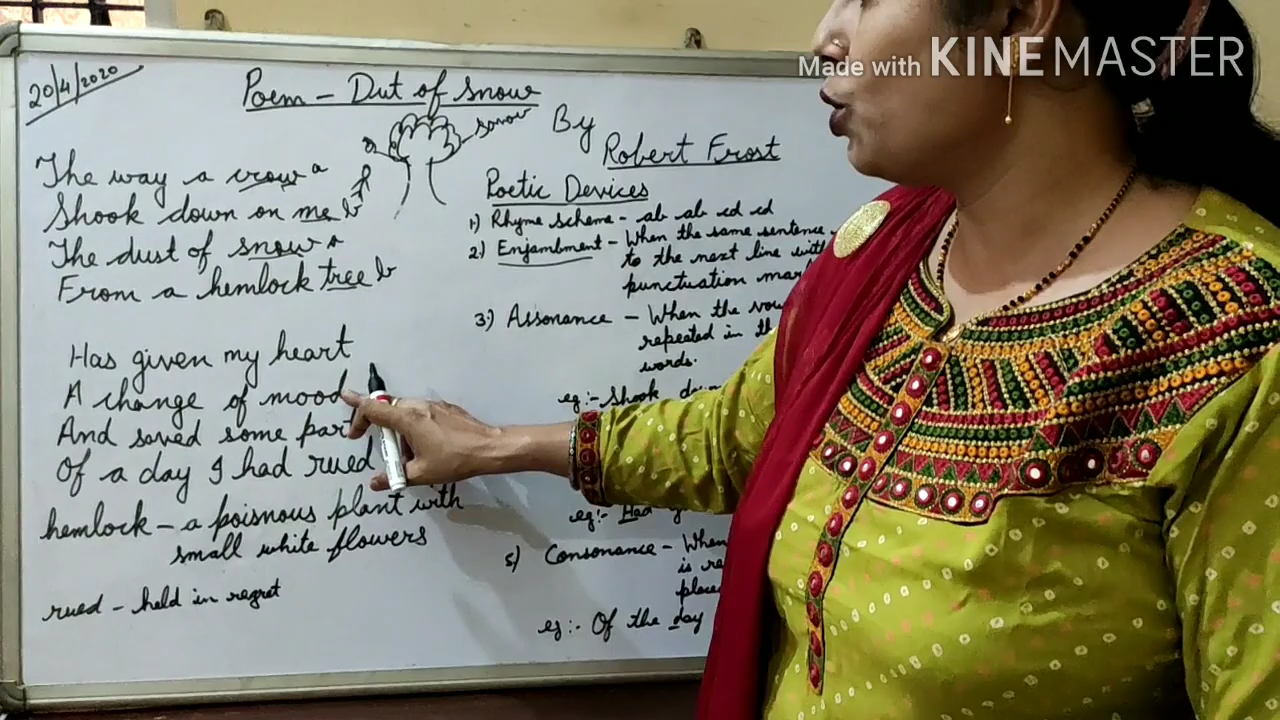 Made with KINEMASTER
20/4/2020
Poem - Dut of snow
By
Robert Frost
snow
The way a crow a
Shook down on me b
The dust of snow a
From a hemlock tree b
Has given my heart
A change of mood
And saved some part
Of a day I had rued
hemlock - a poisnous plant with
small white flowers
rued - held in regret
Poetic Devices
1) Rhyme scheme - ab ab cd cd
2) Enjambment - When the same sentence
to the next line with
punctuation mar
3) Assonance - When the vow
repeated in th
words.
eg:- Shook down
eg:- Had
5) Consonance - When
is re
place
eg:- Of the day